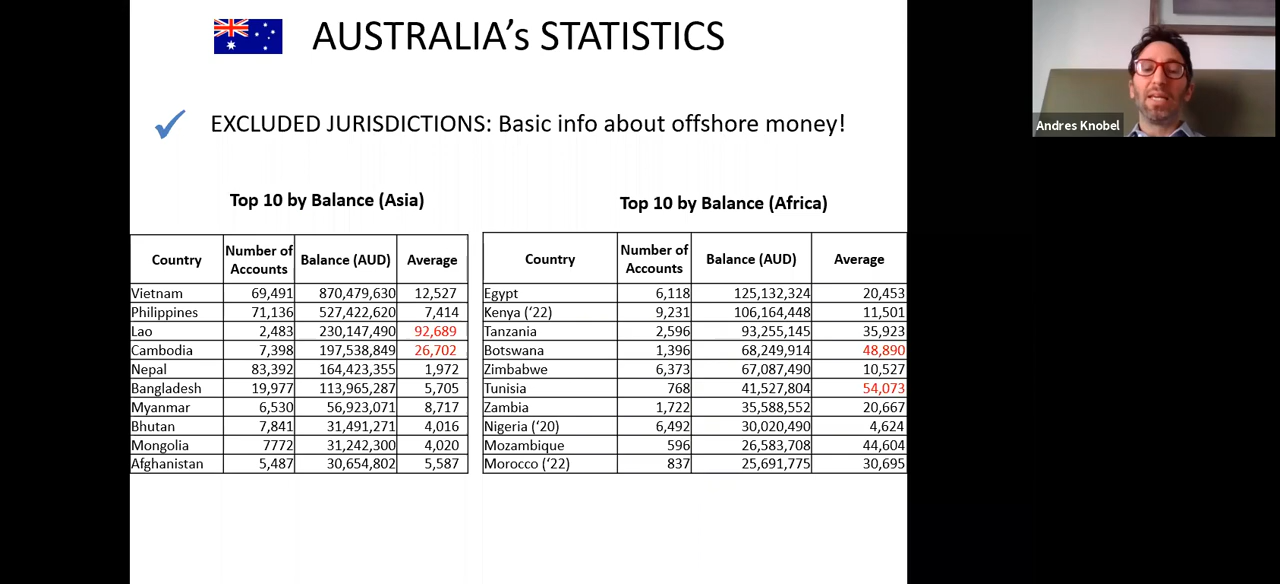 AUSTRALIA's STATISTICS
EXCLUDED JURISDICTIONS: Basic info about offshore money!
Top 10 by Balance (Asia)
Country Number of Accounts Balance (AUD) Average
Vietnam 69,491 870,479,630 12,527
Philippines 71,136 527,422,620 7,414
Lao 2,483 230,147,490 92,689
Cambodia 7,398 197,538,849 26,702
Nepal 83,392 164,423,355 1,972
Bangladesh 19,977 113,965,287 5,705
Myanmar 6,530 56,923,071 8,717
Bhutan 7,841 31,491,271 4,016
Mongolia 7772 31,242,300 4,020
Afghanistan 5,487 30,654,802 5,587
Top 10 by Balance (Africa)
Country Number of Accounts Balance (AUD) Average
Egypt 6,118 125,132,324 20,453
Kenya ('22) 9,231 106,164,448 11,501
Tanzania 2,596 93,255,145 35,923
Botswana 1,396 68,249,914 48,890
Zimbabwe 6,373 67,087,490 10,527
Tunisia 768 41,527,804 54,073
Zambia 1,722 35,588,552 20,667
Nigeria ('20) 6,492 30,020,490 4,624
Mozambique 596 26,583,708 44,604
Morocco ('22) 837 25,691,775 30,695
Andres Knobel